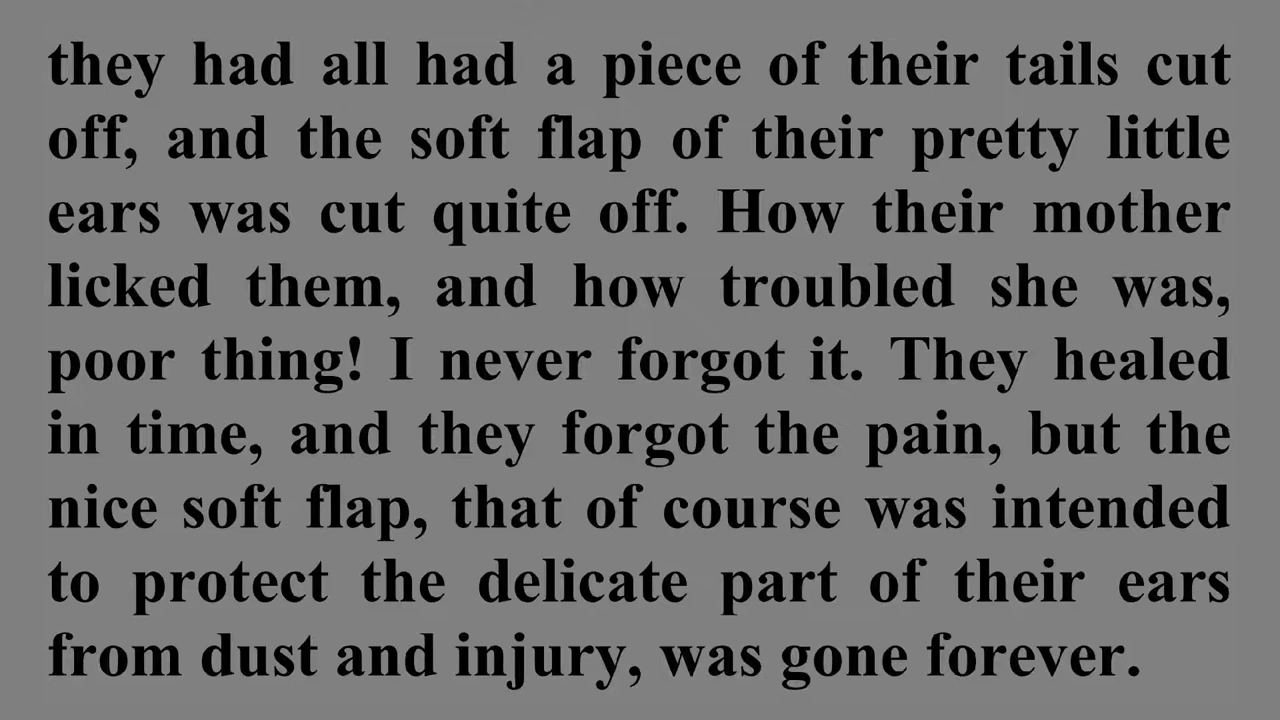 they had all had a piece of their tails cut
off, and the soft flap of their pretty little
ears was cut quite off. How their mother
licked them, and how troubled she was,
poor thing! I never forgot it. They healed
in time, and they forgot the pain, but the
nice soft flap, that of course was intended
to protect the delicate part of their ears
from dust and injury, was gone forever.